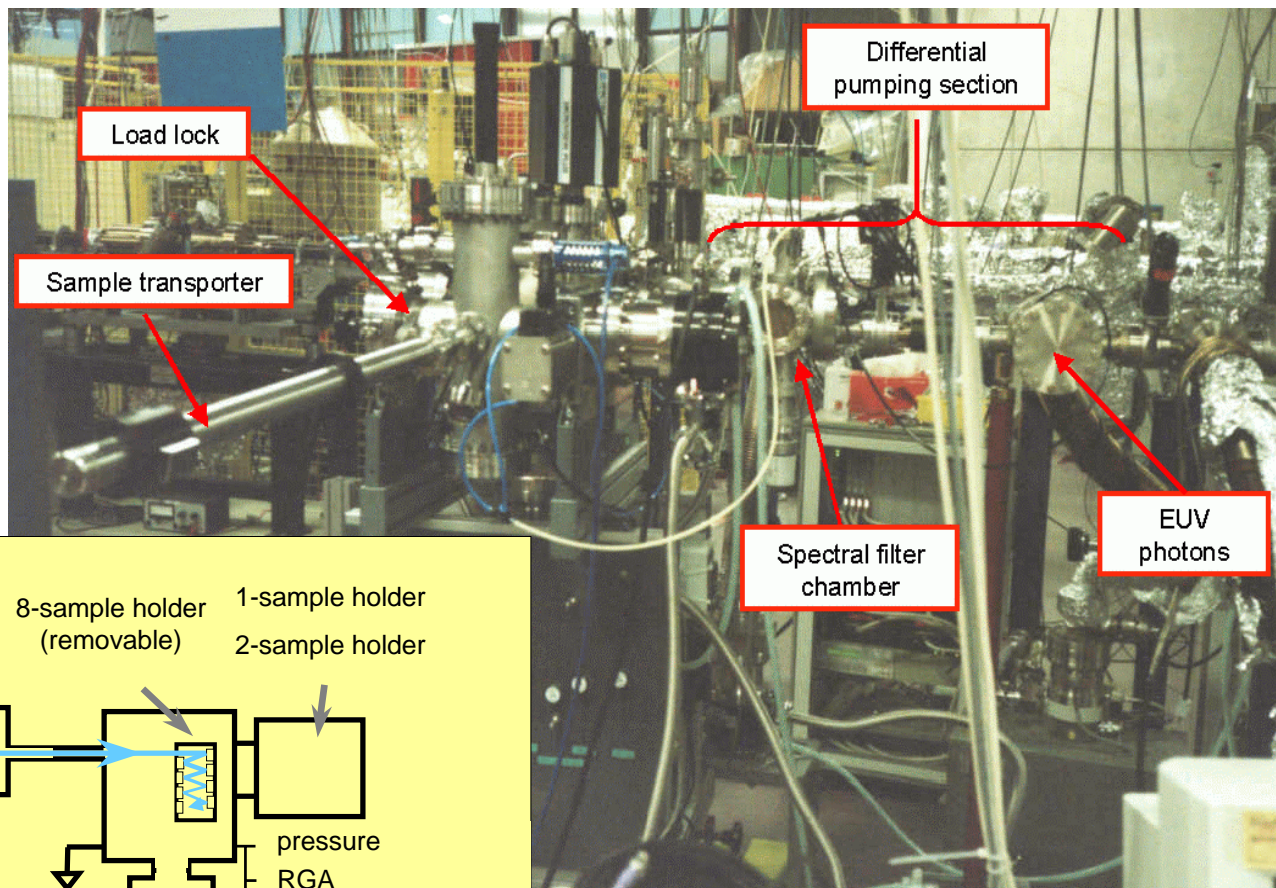 Differential
pumping section
Load lock
Sample transporter
EUV
photons
Spectral filter
chamber
8-sample holder
(removable)
1-sample holder
2-sample holder
pressure
RGA